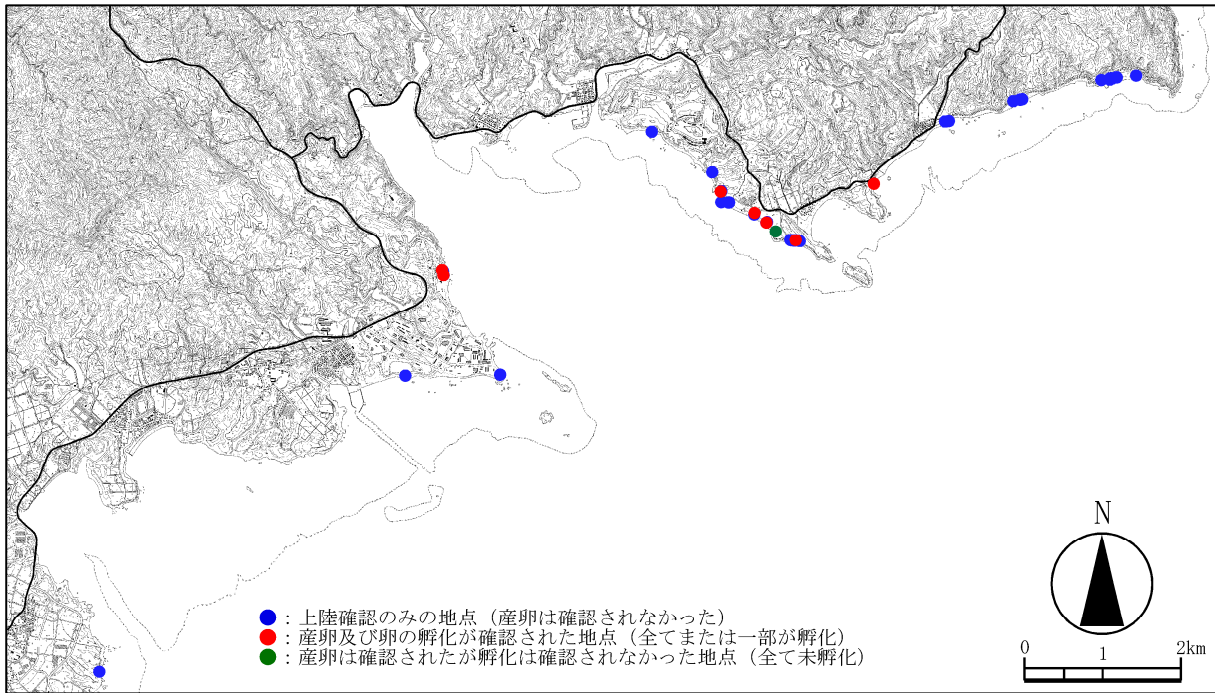 N
●：上陸確認のみの地点（産卵は確認されなかった）
●：産卵及び卵の孵化が確認された地点（全てまたは一部が孵化）
●：産卵は確認されたが孵化は確認されなかった地点（全て未孵化）
0 1 2km